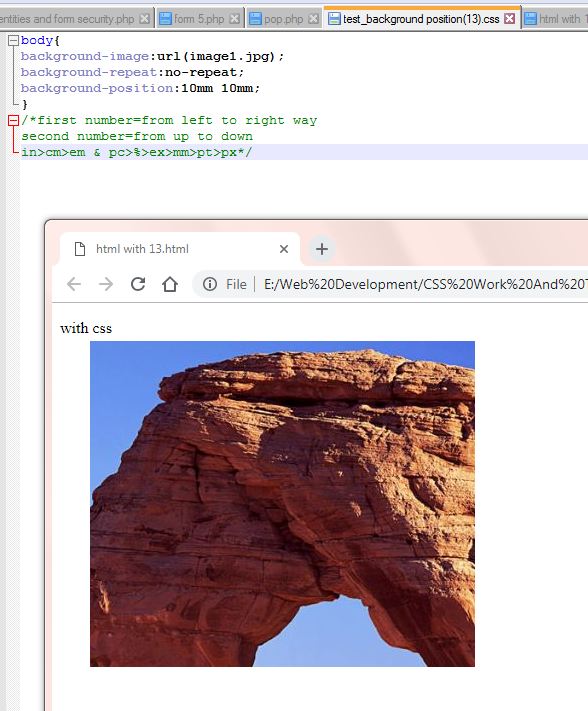 entities and form security.php form 5.php pop.php test_background position(13).css html with
body{
background-image:url(image1.jpg);
background-repeat:no-repeat;
background-position:10mm 10mm;
}
/*first number=from left to right way
second number=from up to down
in>cm>em & pc>%>ex>mm>pt>px*/
html with 13.html
File E:/Web%20Development/CSS%20Work%20And%20
with css